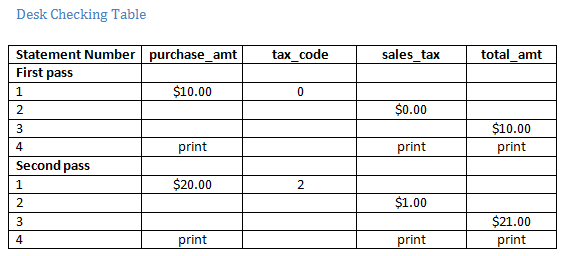 Desk Checking Table
Statement Number purchase_amt tax_code sales_tax total_amt
First pass
1 $10.00 0
2 $0.00
3 $10.00
4 print print print
Second pass
1 $20.00 2
2 $1.00
3 $21.00
4 print print print